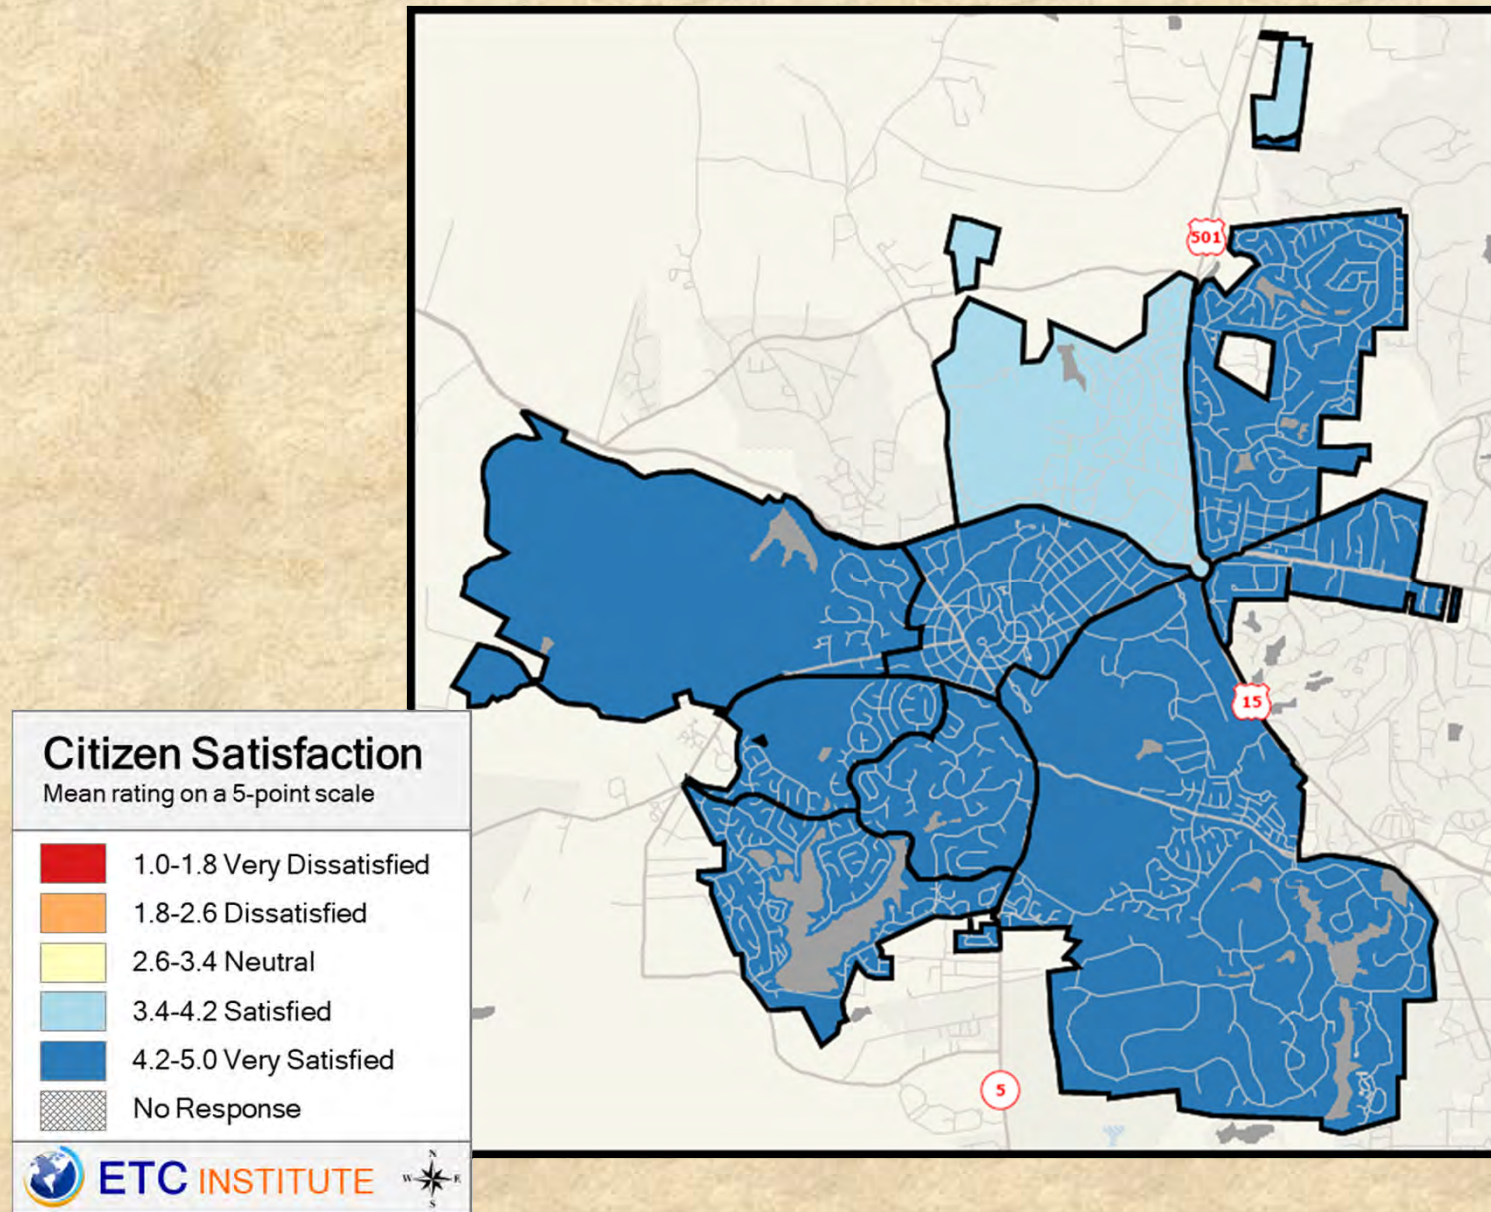 501
15
5
Citizen Satisfaction
Mean rating on a 5-point scale
1.0-1.8 Very Dissatisfied
1.8-2.6 Dissatisfied
2.6-3.4 Neutral
3.4-4.2 Satisfied
4.2-5.0 Very Satisfied
No Response
ETC INSTITUTE
N
W E
S